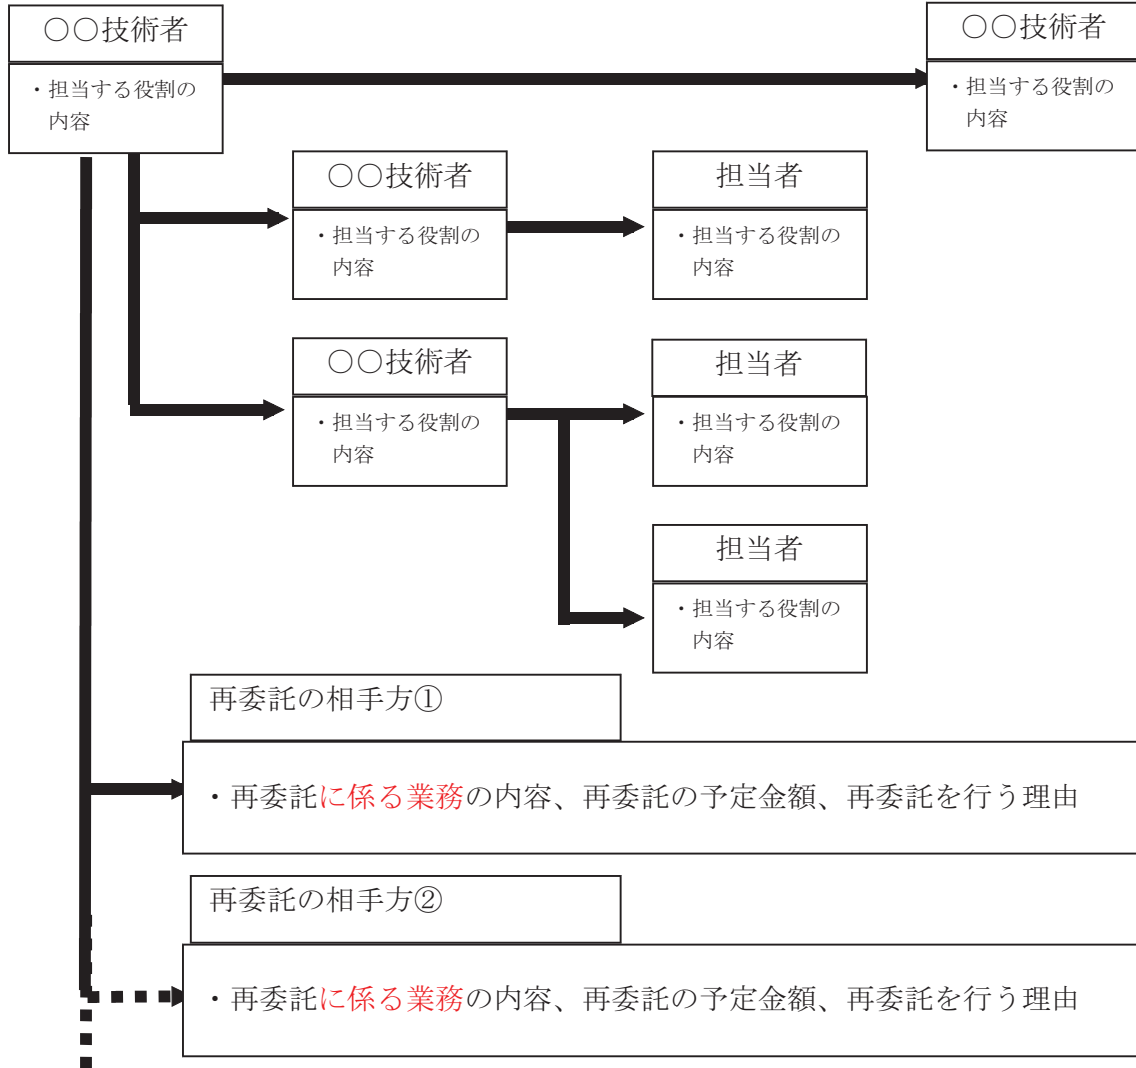 〇〇技術者
・担当する役割の
内容
〇〇技術者
・担当する役割の
内容
〇〇技術者
・担当する役割の
内容
担当者
・担当する役割の
内容
〇〇技術者
・担当する役割の
内容
担当者
・担当する役割の
内容
担当者
・担当する役割の
内容
再委託の相手方①
・再委託に係る業務の内容、再委託の予定金額、再委託を行う理由
再委託の相手方②
・再委託に係る業務の内容、再委託の予定金額、再委託を行う理由